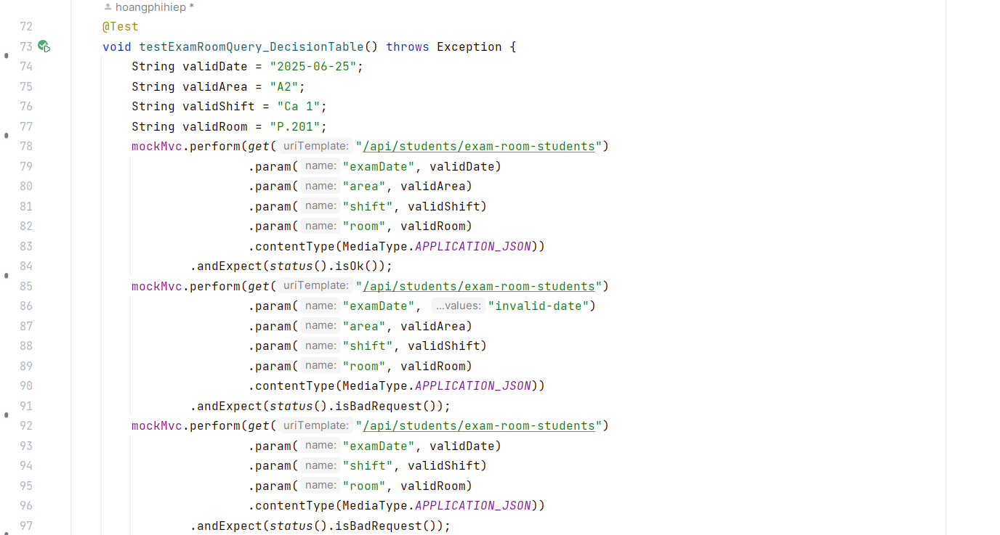 hoangphihiep *
72 @Test
73 void testExamRoomQuery_DecisionTable() throws Exception {
74 String validDate = "2025-06-25";
75 String validArea = "A2";
76 String validShift = "Ca 1";
77 String validRoom = "P.201";
78 mockMvc.perform(get( uriTemplate: "/api/students/exam-room-students")
79 .param( name: "examDate", validDate)
80 .param( name: "area", validArea)
81 .param( name: "shift", validShift)
82 .param( name: "room", validRoom)
83 .contentType(MediaType.APPLICATION_JSON))
84 .andExpect(status().isOk());
85 mockMvc.perform(get( uriTemplate: "/api/students/exam-room-students")
86 .param( name: "examDate", ...values: "invalid-date")
87 .param( name: "area", validArea)
88 .param( name: "shift", validShift)
89 .param( name: "room", validRoom)
90 .contentType(MediaType.APPLICATION_JSON))
91 .andExpect(status().isBadRequest());
92 mockMvc.perform(get( uriTemplate: "/api/students/exam-room-students")
93 .param( name: "examDate", validDate)
94 .param( name: "shift", validShift)
95 .param( name: "room", validRoom)
96 .contentType(MediaType.APPLICATION_JSON))
97 .andExpect(status().isBadRequest());